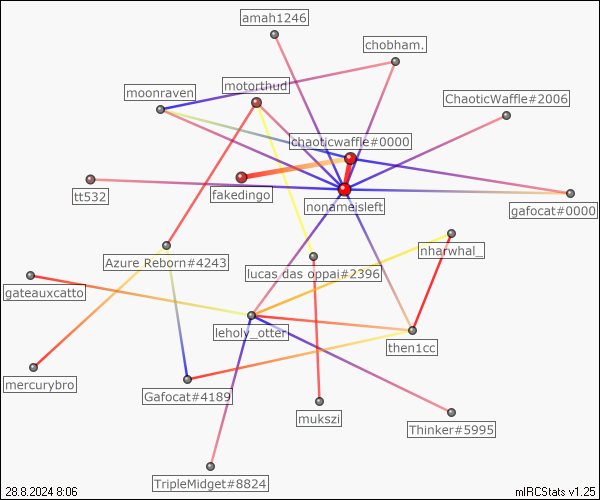 amah1246
chobham.
motorthud
moonraven
ChaoticWaffle#2006
chaoticwaffle#0000
tt532
fakedingo
nonameisleft
gafocat#0000
nharwhal_
Azure Reborn#4243
lucas das oppai#2396
gateauxcatto
leholy_otter
then1cc
mercurybro
Gafocat#4189
mukszi
Thinker#5995
TripleMidget#8824
28.8.2024 8:06
mIRCStats v1.25